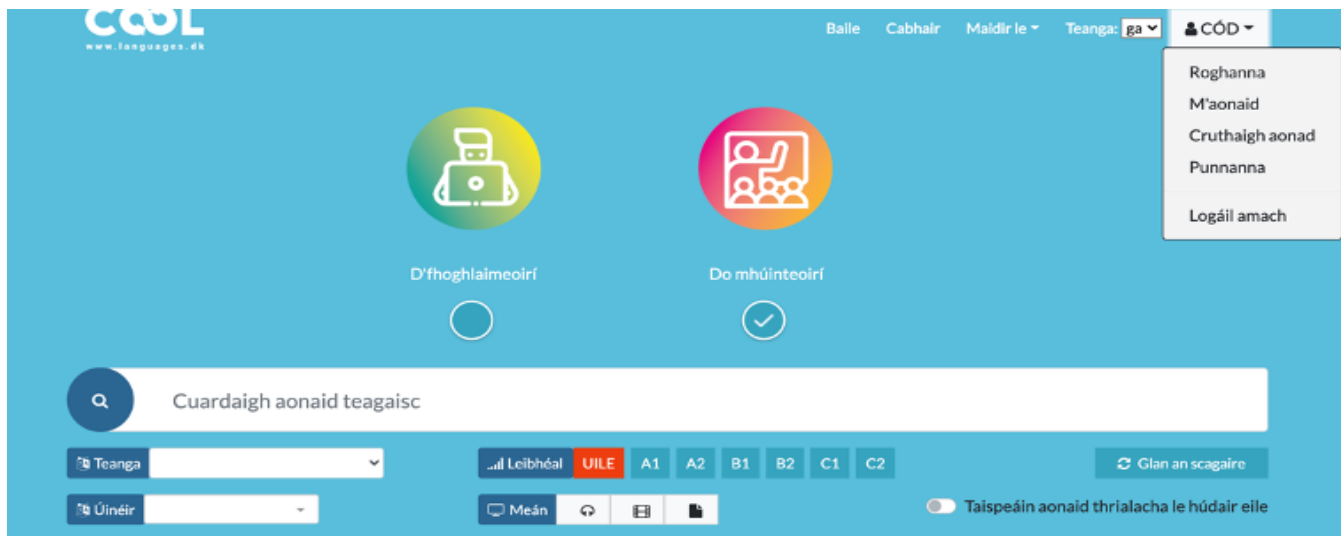 COOL
www.languages.dk
Baile Cabhair Maidir le Teanga: ga CÓD
Roghanna
M'aonaid
Cruthaigh aonad
Punnanna
Logáil amach
D'fhoghlaimeoirí Do mhúinteoirí
Cuardaigh aonaid teagaisc
Teanga Leibhéal UILE A1 A2 B1 B2 C1 C2 Glan an scagaire
Úinéir Meán Taispeáin aonaid thrialacha le húdair eile